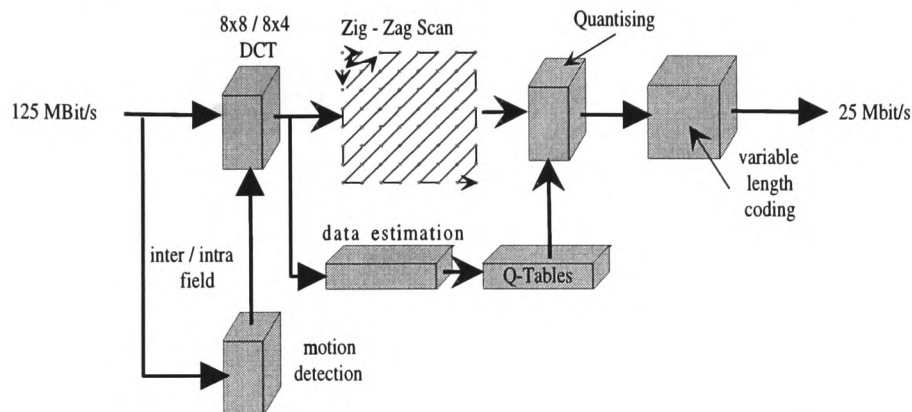 8x8 / 8x4
DCT
Zig - Zag Scan
Quantising
125 MBit/s
25 Mbit/s
variable
length
coding
data estimation
inter / intra
field
Q-Tables
motion
detection